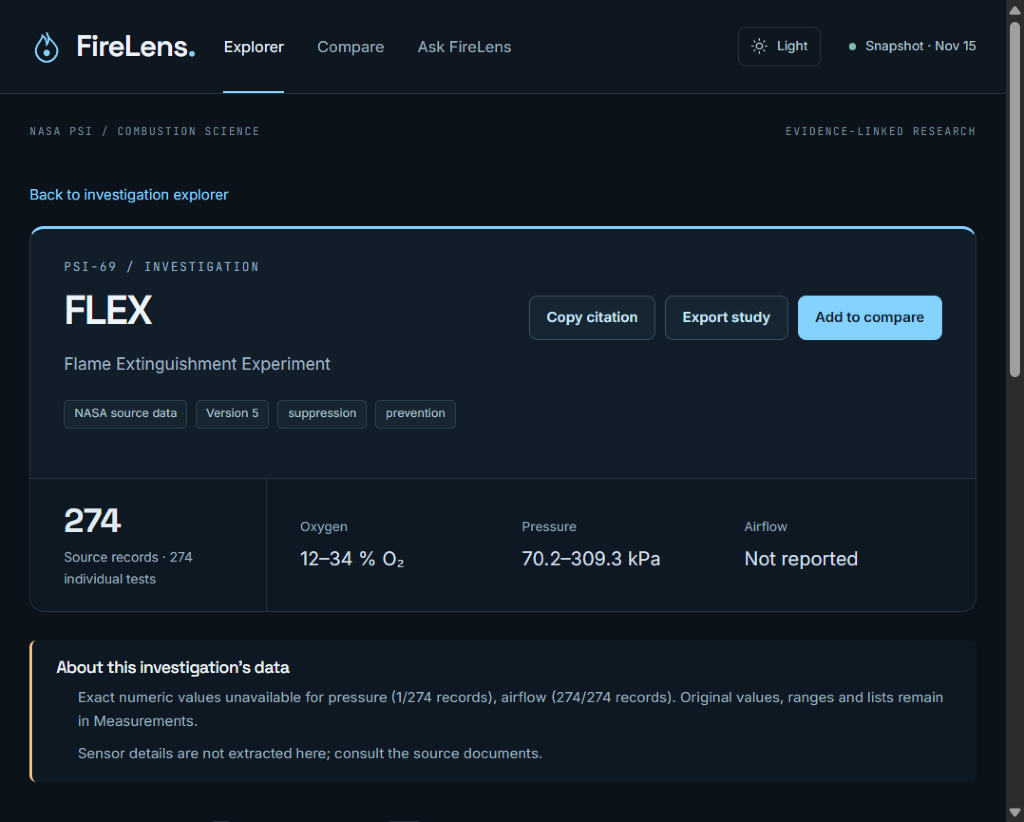 FireLens.
Explorer
Compare
Ask FireLens
Light
Snapshot · Nov 15
NASA PSI / COMBUSTION SCIENCE
EVIDENCE-LINKED RESEARCH
Back to investigation explorer
PSI-69 / INVESTIGATION
FLEX
Copy citation
Export study
Add to compare
Flame Extinguishment Experiment
NASA source data
Version 5
suppression
prevention
274
Source records · 274
individual tests
Oxygen
12–34 % O₂
Pressure
70.2–309.3 kPa
Airflow
Not reported
About this investigation's data
Exact numeric values unavailable for pressure (1/274 records), airflow (274/274 records). Original values, ranges and lists remain
in Measurements.
Sensor details are not extracted here; consult the source documents.